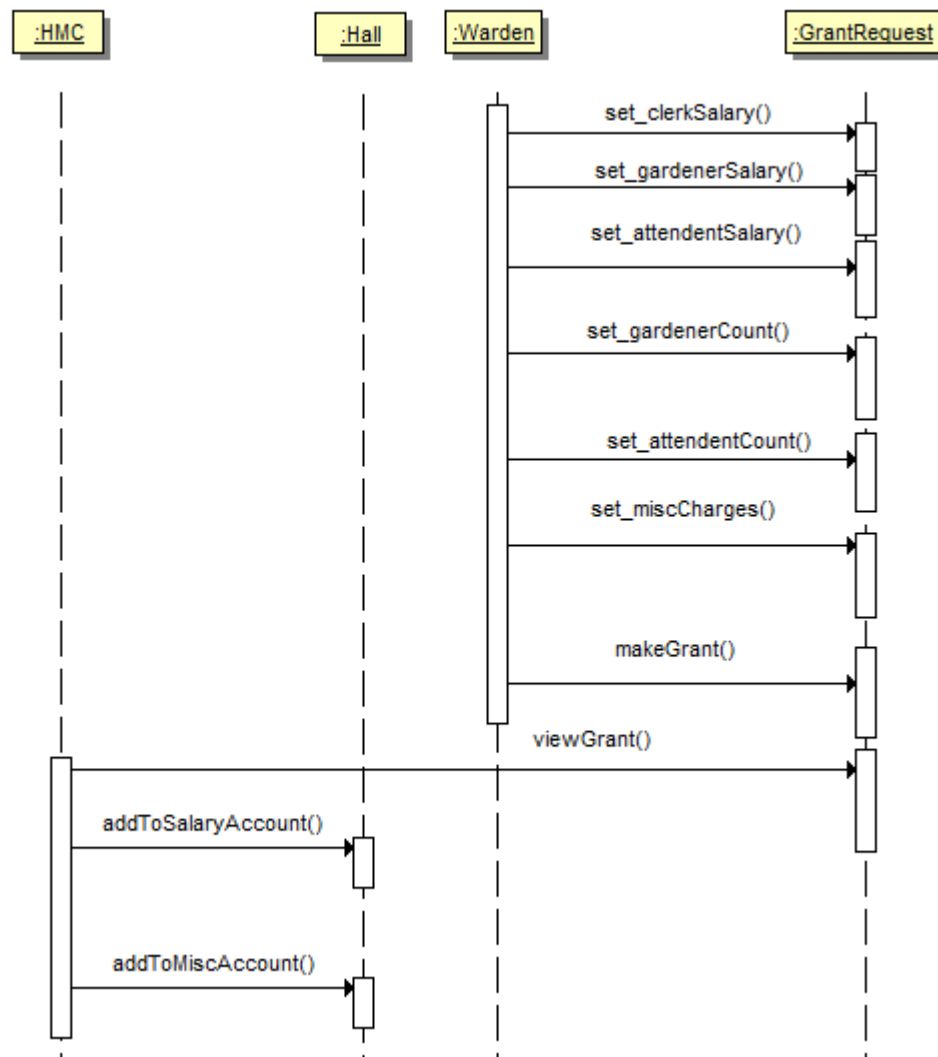 :HMC
:Hall
:Warden
:GrantRequest
set_clerkSalary()
set_gardenerSalary()
set_attendentSalary()
set_gardenerCount()
set_attendentCount()
set_miscCharges()
makeGrant()
viewGrant()
addToSalaryAccount()
addToMiscAccount()